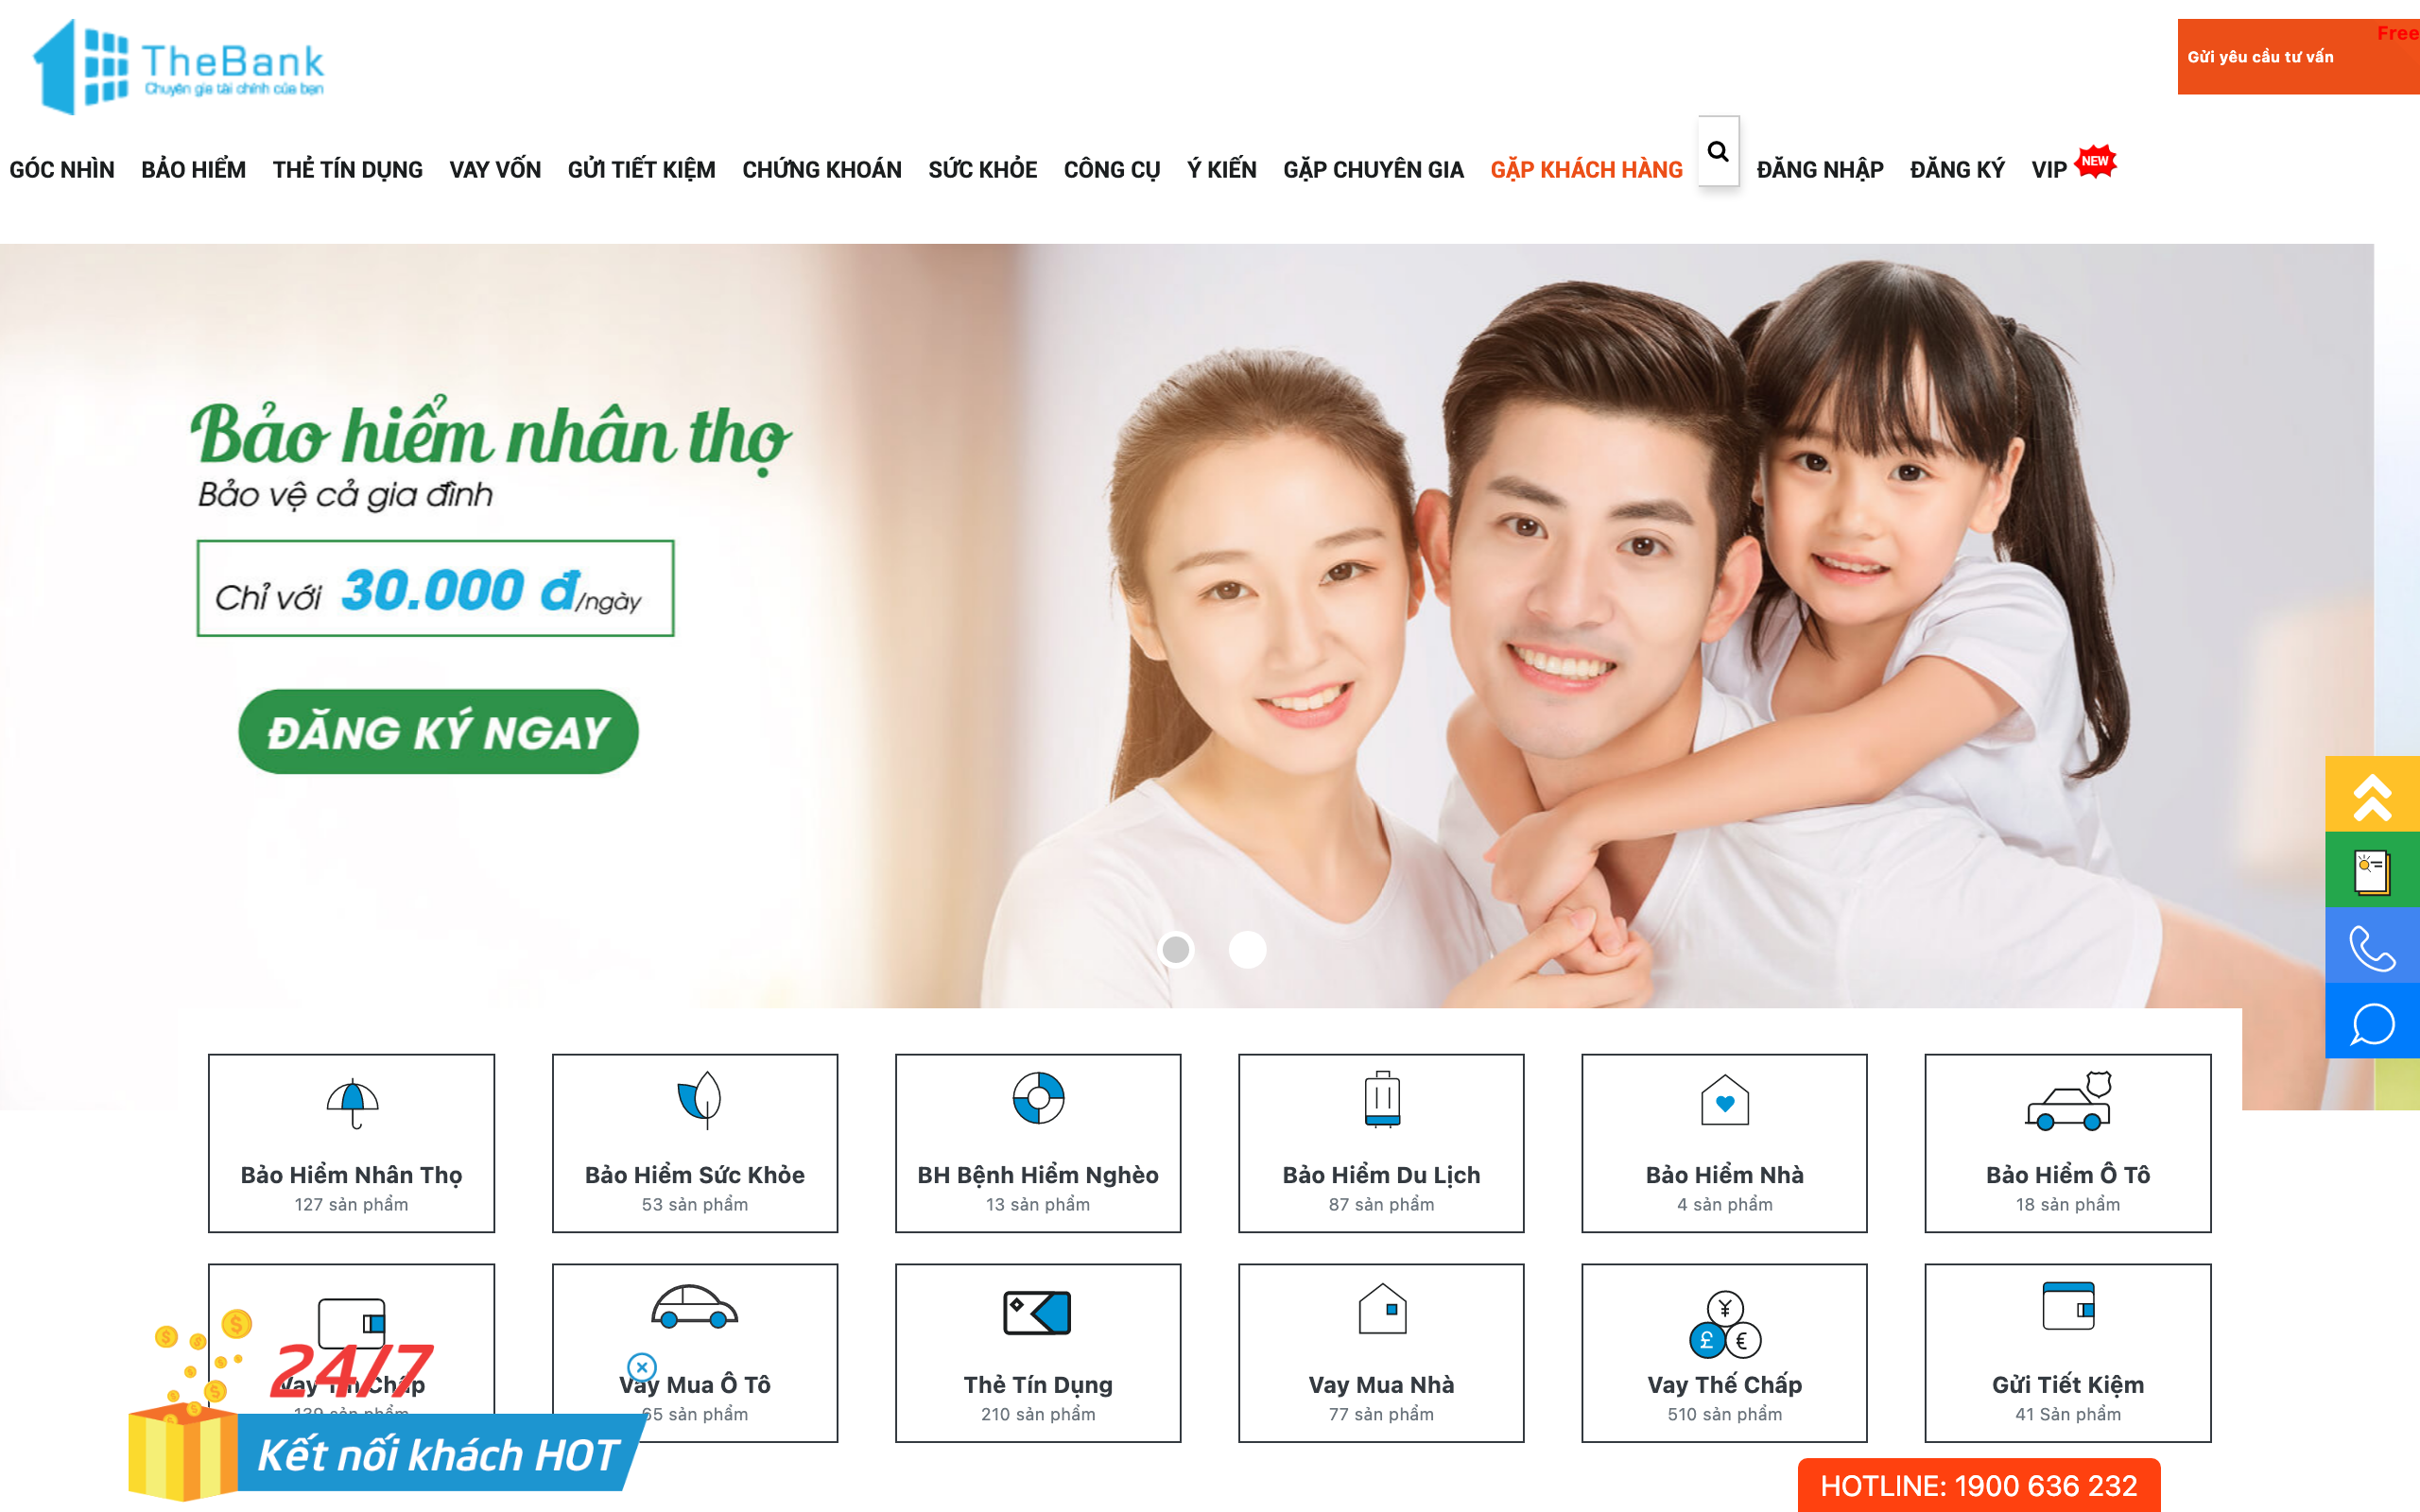 TheBank
Chuyên gia tài chính của bạn
Free
Gửi yêu cầu tư vấn
GÓC NHÌN BẢO HIỂM THẺ TÍN DỤNG VAY VỐN GỬI TIẾT KIỆM CHỨNG KHOÁN SỨC KHỎE CÔNG CỤ Ý KIẾN GẶP CHUYÊN GIA GẶP KHÁCH HÀNG ĐĂNG NHẬP ĐĂNG KÝ VIP NEW
Bảo hiểm nhân thọ
Bảo vệ cả gia đình
Chỉ với 30.000 đ/ngày
ĐĂNG KÝ NGAY
Bảo Hiểm Nhân Thọ
127 sản phẩm
Bảo Hiểm Sức Khỏe
53 sản phẩm
BH Bệnh Hiểm Nghèo
13 sản phẩm
Bảo Hiểm Du Lịch
87 sản phẩm
Bảo Hiểm Nhà
4 sản phẩm
Bảo Hiểm Ô Tô
18 sản phẩm
Vay Tín Chấp
139 sản phẩm
Vay Mua Ô Tô
65 sản phẩm
Thẻ Tín Dụng
210 sản phẩm
Vay Mua Nhà
77 sản phẩm
Vay Thế Chấp
510 sản phẩm
Gửi Tiết Kiệm
41 Sản phẩm
24/7
Kết nối khách HOT
HOTLINE: 1900 636 232